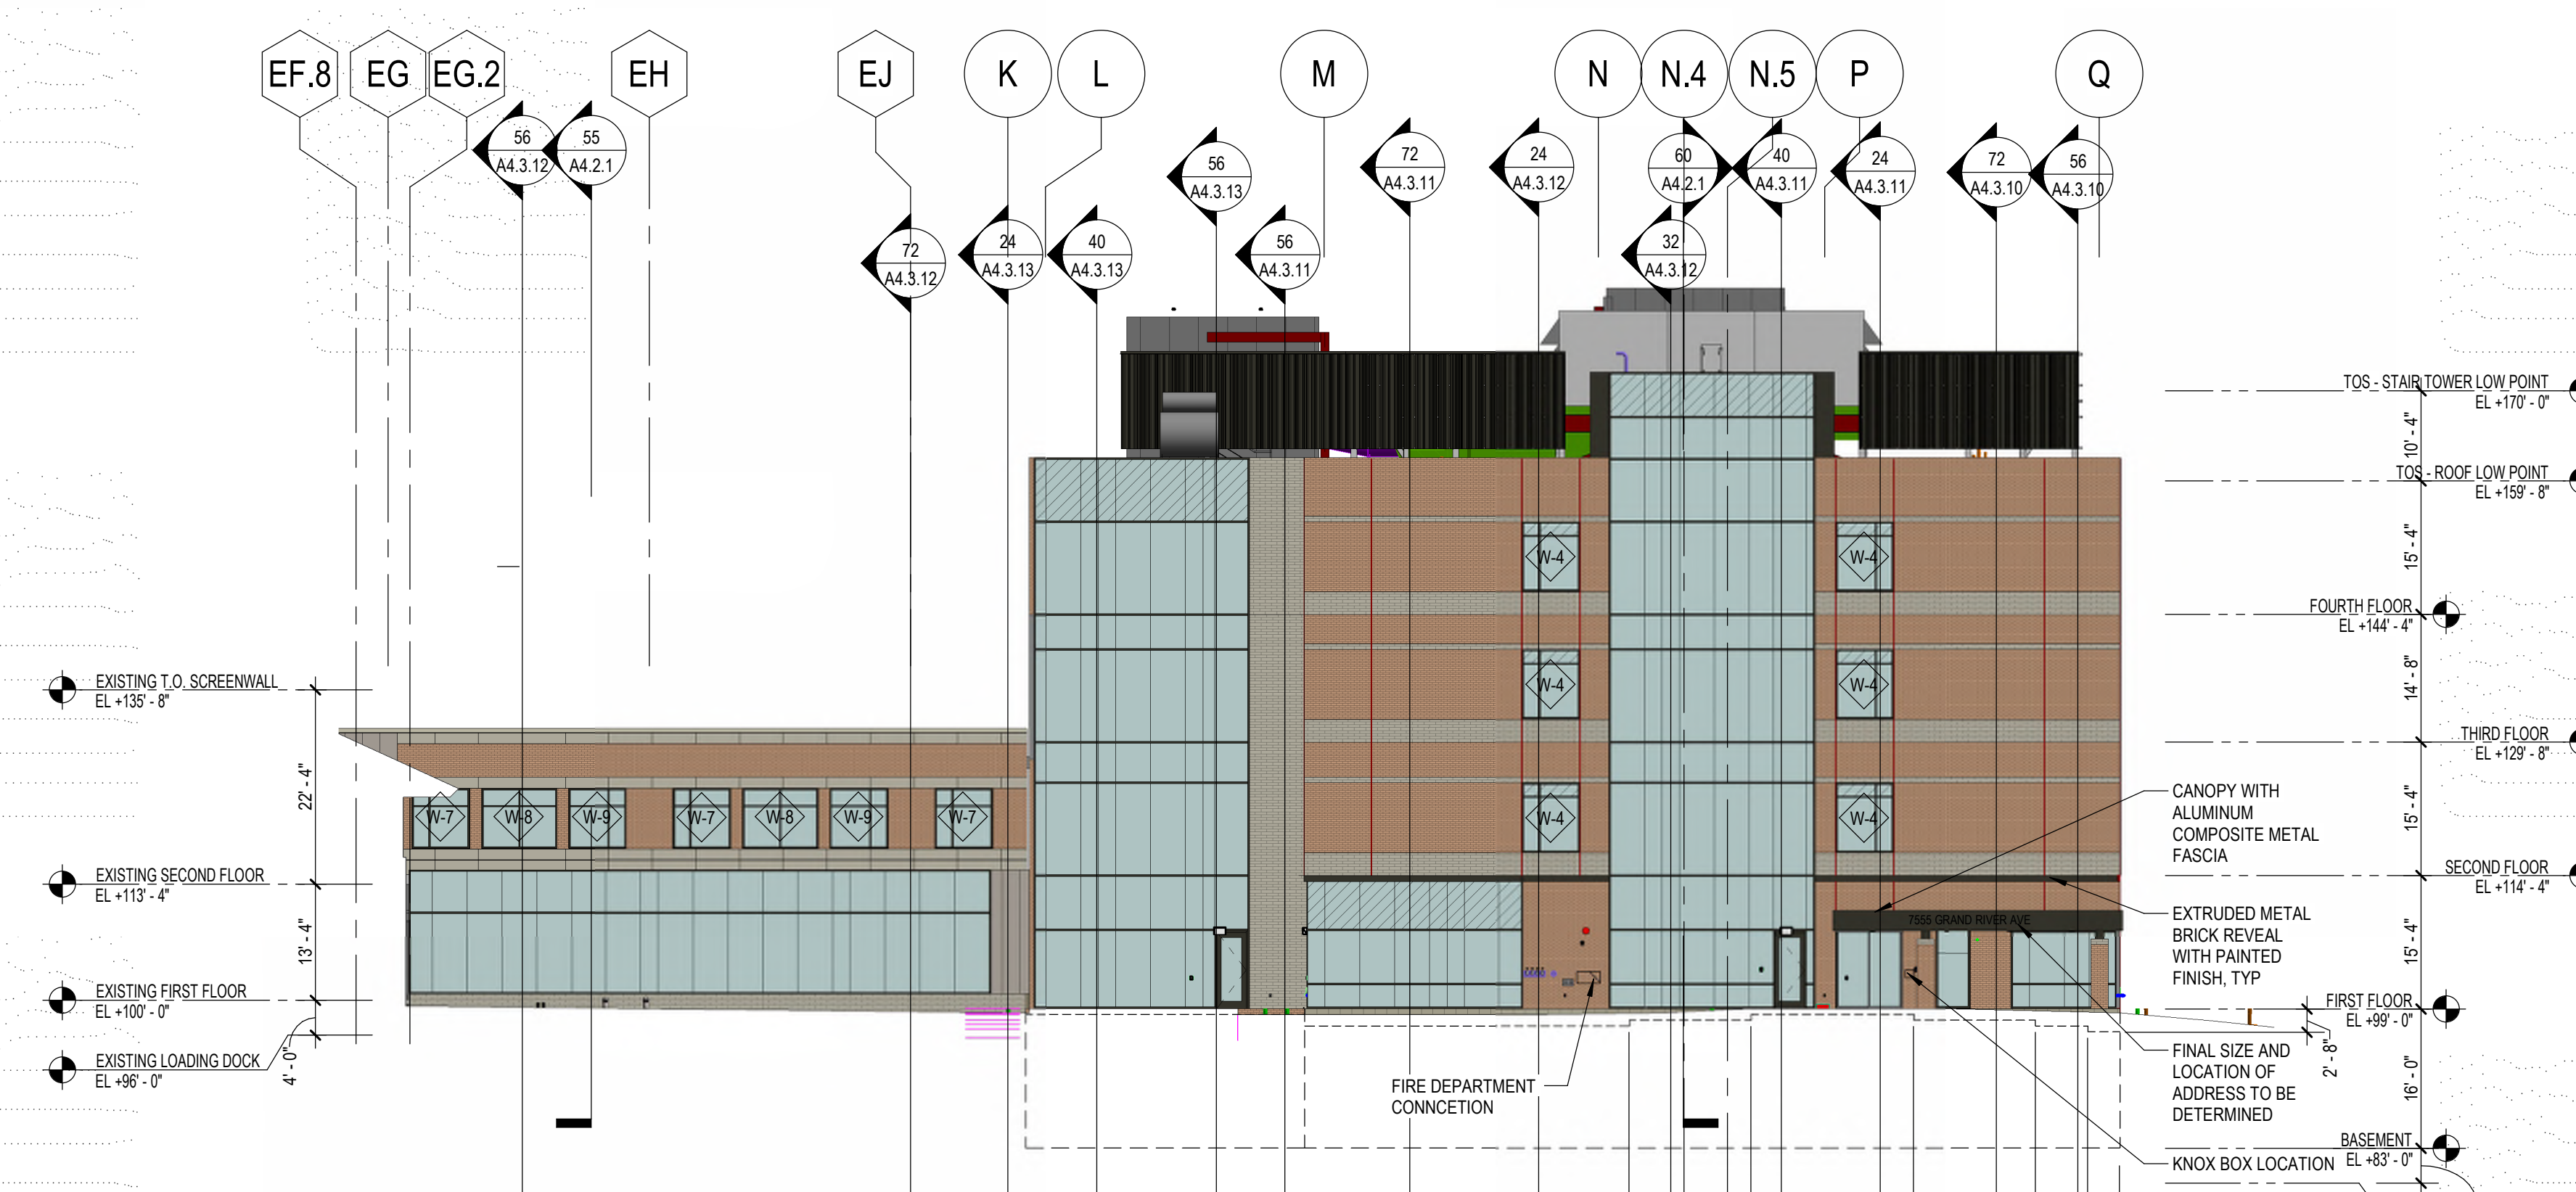 EF.8
EG
EG.2
EH
EJ
K
L
M
N
N.4
N.5
P
Q
56
A4.3.12
55
A4.2.1
56
A4.3.13
72
A4.3.11
24
A4.3.12
60
A4.2.1
40
A4.3.11
24
A4.3.11
72
A4.3.10
56
A4.3.10
72
A4.3.12
24
A4.3.13
40
A4.3.13
56
A4.3.11
32
A4.3.12
TOS - STAIR TOWER LOW POINT
EL +170' - 0"
10' - 4"
TOS - ROOF LOW POINT
EL +159' - 8"
15' - 4"
FOURTH FLOOR
EL +144' - 4"
14' - 8"
THIRD FLOOR
EL +129' - 8"
15' - 4"
SECOND FLOOR
EL +114' - 4"
15' - 4"
FIRST FLOOR
EL +99' - 0"
2' - 8"
16' - 0"
BASEMENT
EL +83' - 0"
EXISTING T.O. SCREENWALL
EL +135' - 8"
22' - 4"
EXISTING SECOND FLOOR
EL +113' - 4"
13' - 4"
EXISTING FIRST FLOOR
EL +100' - 0"
EXISTING LOADING DOCK
EL +96' - 0"
4' - 0"
W-4
W-4
W-4
W-4
W-4
W-4
W-7
W-8
W-9
W-7
W-8
W-9
W-7
7555 GRAND RIVER AVE
CANOPY WITH
ALUMINUM
COMPOSITE METAL
FASCIA
EXTRUDED METAL
BRICK REVEAL
WITH PAINTED
FINISH, TYP
FINAL SIZE AND
LOCATION OF
ADDRESS TO BE
DETERMINED
KNOX BOX LOCATION
FIRE DEPARTMENT
CONNCETION